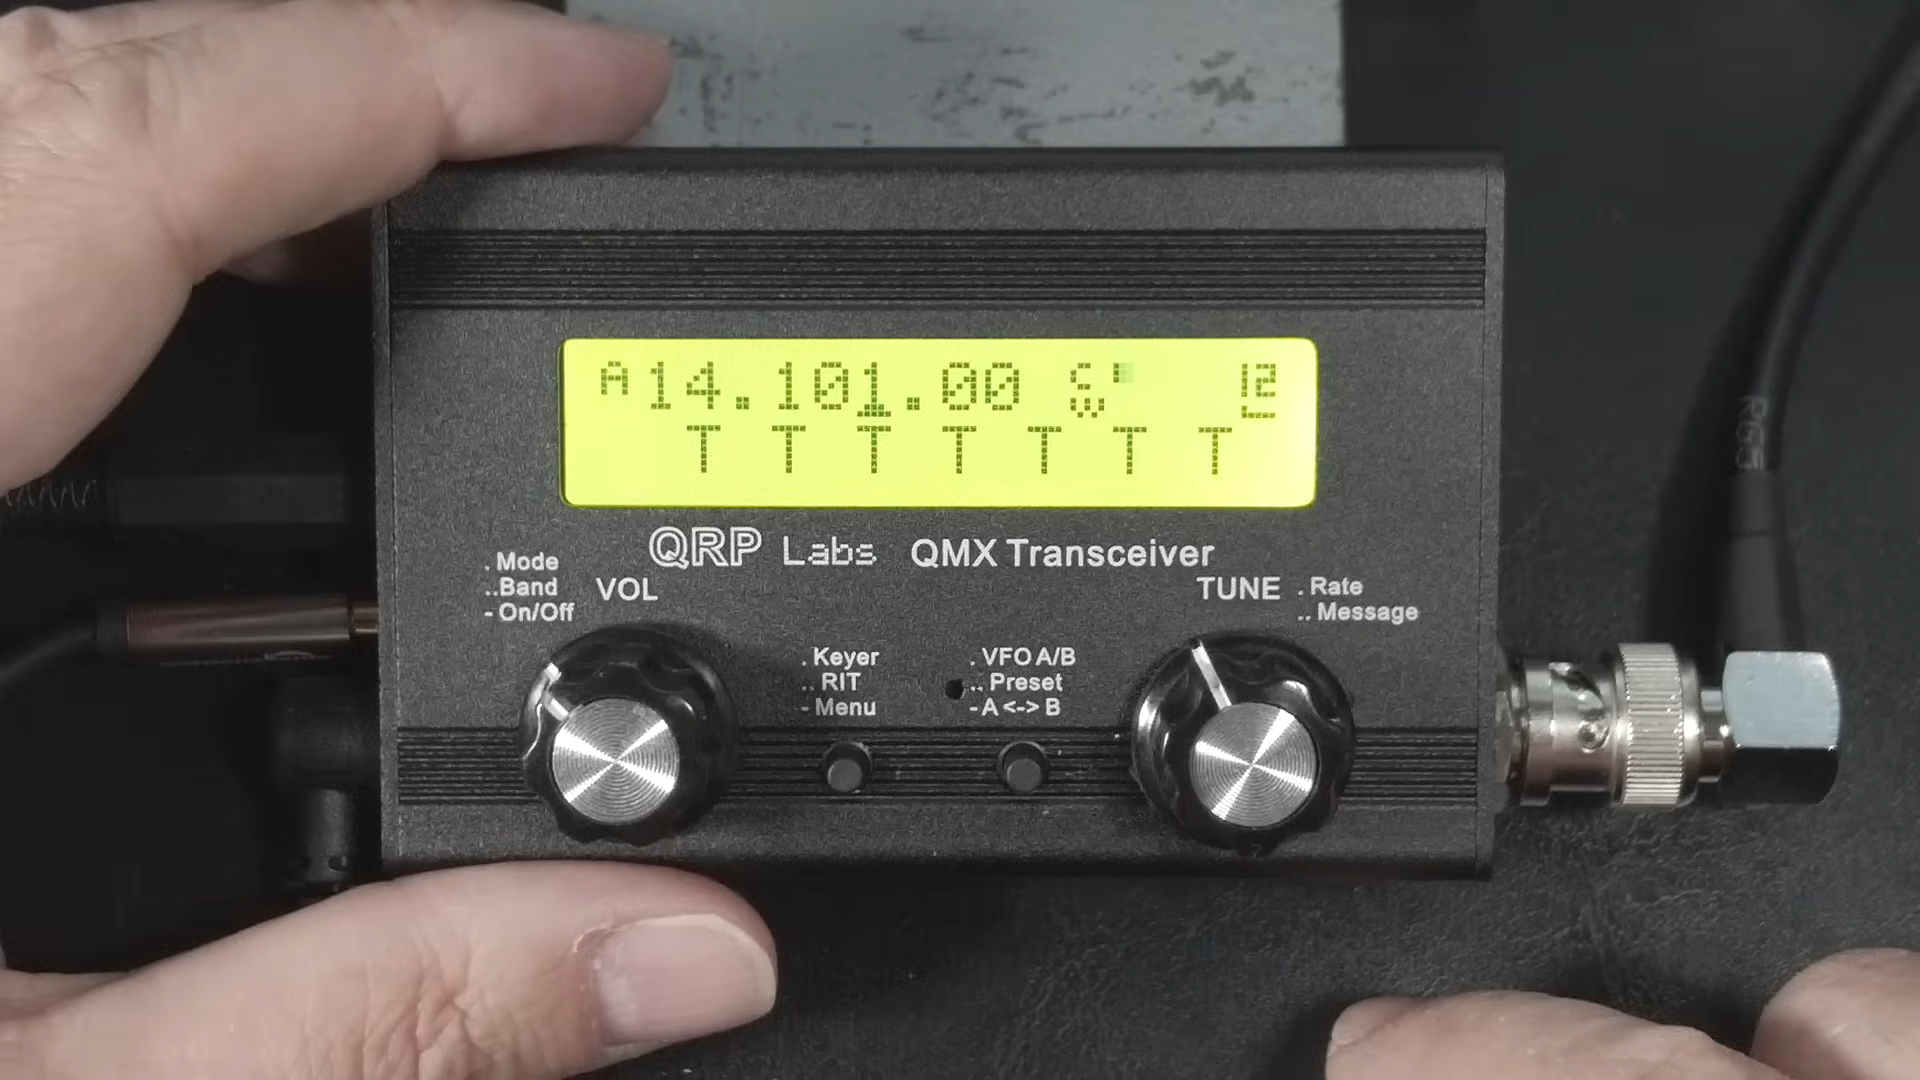 A14.101.00 S
T T T T T T T
QRP Labs QMX Transceiver
. Mode
.. Band
- On/Off
VOL
TUNE
. Rate
.. Message
. Keyer
.. RIT
- Menu
. VFO A/B
.. Preset
- A <-> B